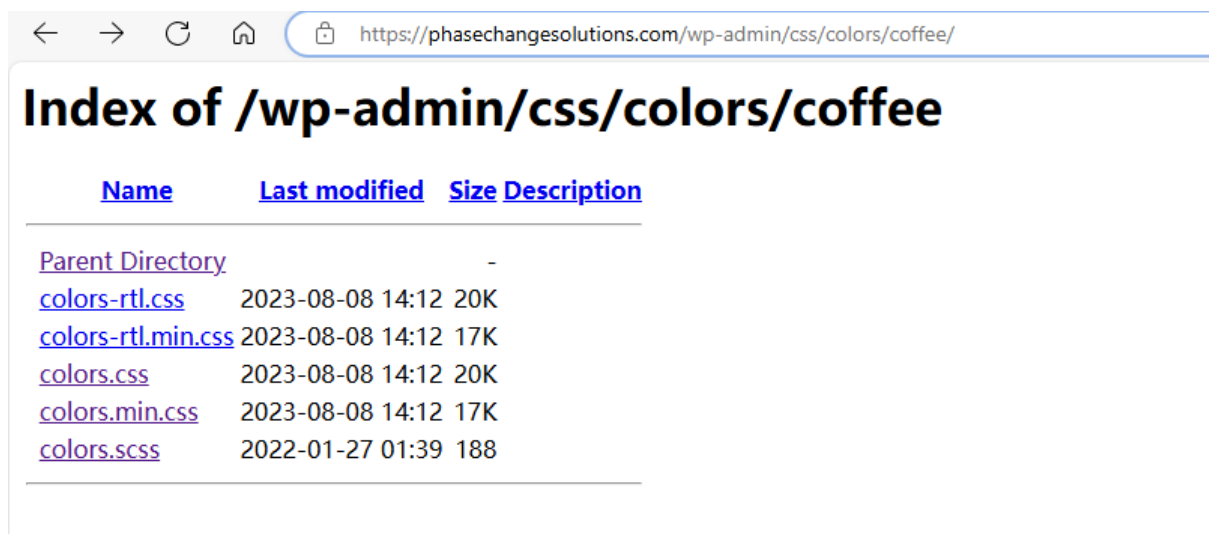 https://phasechangesolutions.com/wp-admin/css/colors/coffee/
Index of /wp-admin/css/colors/coffee
Name Last modified Size Description
Parent Directory -
colors-rtl.css 2023-08-08 14:12 20K
colors-rtl.min.css 2023-08-08 14:12 17K
colors.css 2023-08-08 14:12 20K
colors.min.css 2023-08-08 14:12 17K
colors.scss 2022-01-27 01:39 188